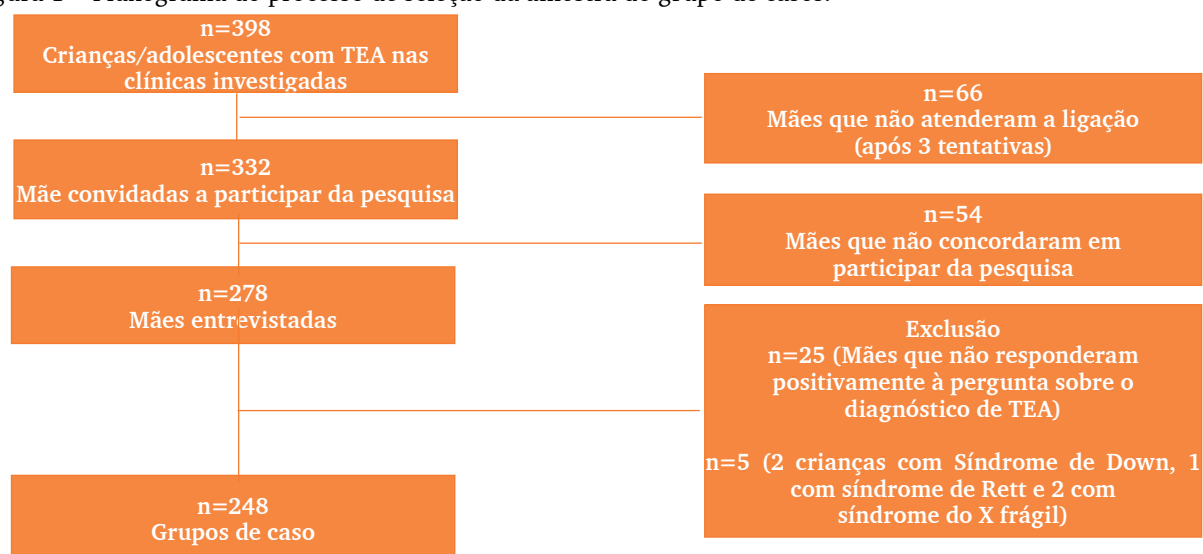 n=398
Crianças/adolescentes com TEA nas
clínicas investigadas
n=66
Mães que não atenderam a ligação
(após 3 tentativas)
n=332
Mãe convidadas a participar da pesquisa
n=54
Mães que não concordaram em
participar da pesquisa
n=278
Mães entrevistadas
Exclusão
n=25 (Mães que não responderam
positivamente à pergunta sobre o
diagnóstico de TEA)
n=5 (2 crianças com Síndrome de Down, 1
com síndrome de Rett e 2 com
síndrome do X frágil)
n=248
Grupos de caso